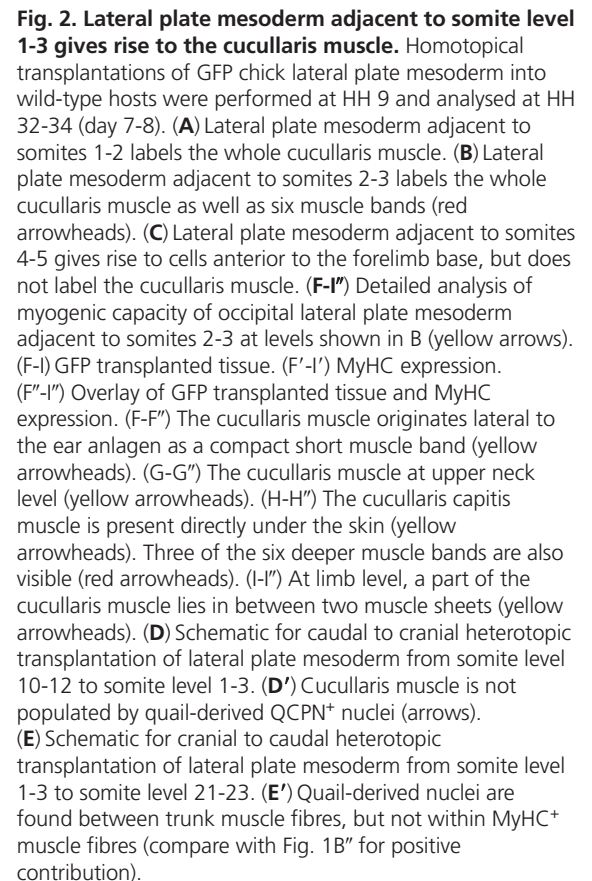 Fig. 2. Lateral plate mesoderm adjacent to somite level
1-3 gives rise to the cucullaris muscle. Homotopical
transplantations of GFP chick lateral plate mesoderm into
wild-type hosts were performed at HH 9 and analysed at HH
32-34 (day 7-8). (A) Lateral plate mesoderm adjacent to
somites 1-2 labels the whole cucullaris muscle. (B) Lateral
plate mesoderm adjacent to somites 2-3 labels the whole
cucullaris muscle as well as six muscle bands (red
arrowheads). (C) Lateral plate mesoderm adjacent to somites
4-5 gives rise to cells anterior to the forelimb base, but does
not label the cucullaris muscle. (F-I″) Detailed analysis of
myogenic capacity of occipital lateral plate mesoderm
adjacent to somites 2-3 at levels shown in B (yellow arrows).
(F-I) GFP transplanted tissue. (F′-I′) MyHC expression.
(F″-I″) Overlay of GFP transplanted tissue and MyHC
expression. (F-F″) The cucullaris muscle originates lateral to
the ear anlagen as a compact short muscle band (yellow
arrowheads). (G-G″) The cucullaris muscle at upper neck
level (yellow arrowheads). (H-H″) The cucullaris capitis
muscle is present directly under the skin (yellow
arrowheads). Three of the six deeper muscle bands are also
visible (red arrowheads). (I-I″) At limb level, a part of the
cucullaris muscle lies in between two muscle sheets (yellow
arrowheads). (D) Schematic for caudal to cranial heterotopic
transplantation of lateral plate mesoderm from somite level
10-12 to somite level 1-3. (D′) Cucullaris muscle is not
populated by quail-derived QCPN⁺ nuclei (arrows).
(E) Schematic for cranial to caudal heterotopic
transplantation of lateral plate mesoderm from somite level
1-3 to somite level 21-23. (E′) Quail-derived nuclei are
found between trunk muscle fibres, but not within MyHC⁺
muscle fibres (compare with Fig. 1B″ for positive
contribution).